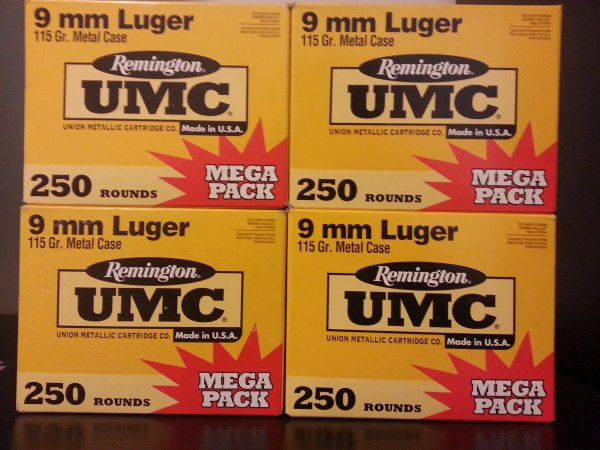 9 mm Luger
115 Gr. Metal Case
Remington®
UMC®
UNION METALLIC CARTRIDGE CO. Made in U.S.A.
250 ROUNDS
MEGA
PACK
9 mm Luger
115 Gr. Metal Case
Remington®
UMC®
UNION METALLIC CARTRIDGE CO. Made in U.S.A.
250 ROUNDS
MEGA
PACK
9 mm Luger
115 Gr. Metal Case
Remington®
UMC®
UNION METALLIC CARTRIDGE CO. Made in U.S.A.
250 ROUNDS
MEGA
PACK
9 mm Luger
115 Gr. Metal Case
Remington®
UMC®
UNION METALLIC CARTRIDGE CO. Made in U.S.A.
250 ROUNDS
MEGA
PACK